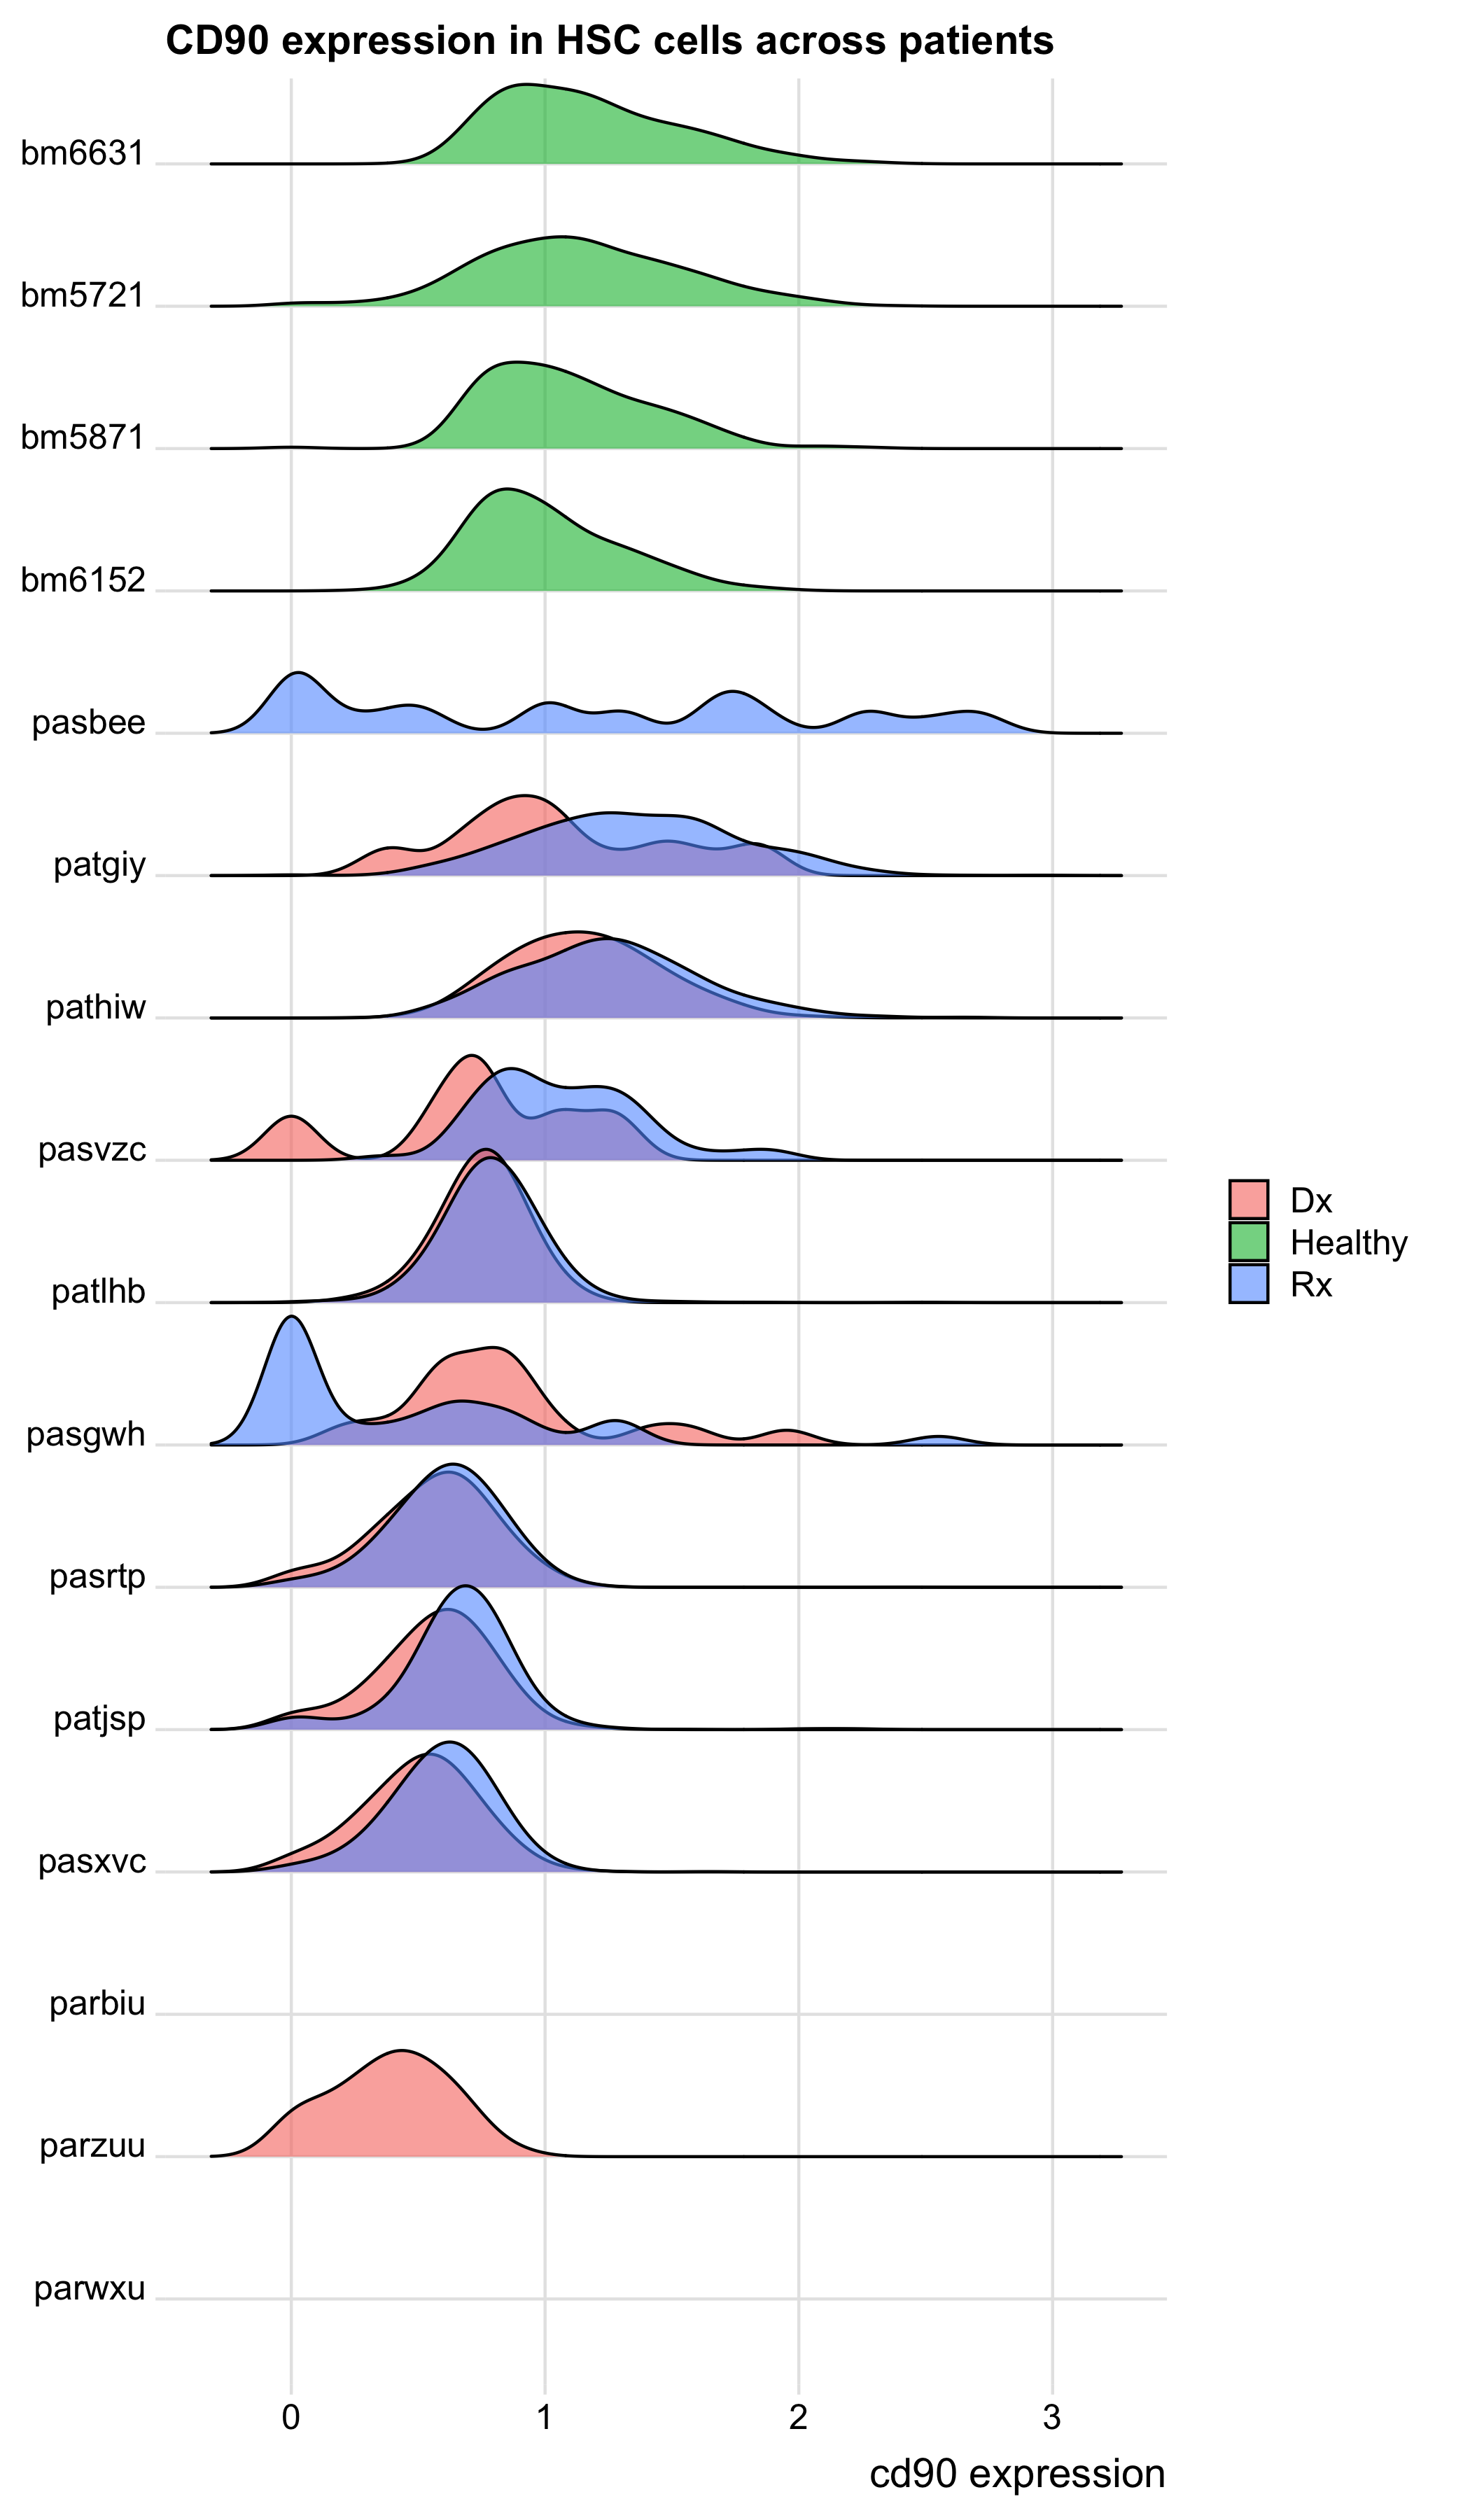 CD90 expression in HSC cells across patients
bm6631
bm5721
bm5871
bm6152
pasbee
patgiy
pathiw
pasvzc
patlhb
pasgwh
pasrtp
patjsp
pasxvc
parbiu
parzuu
parwxu
Dx
Healthy
Rx
0 1 2 3
cd90 expression